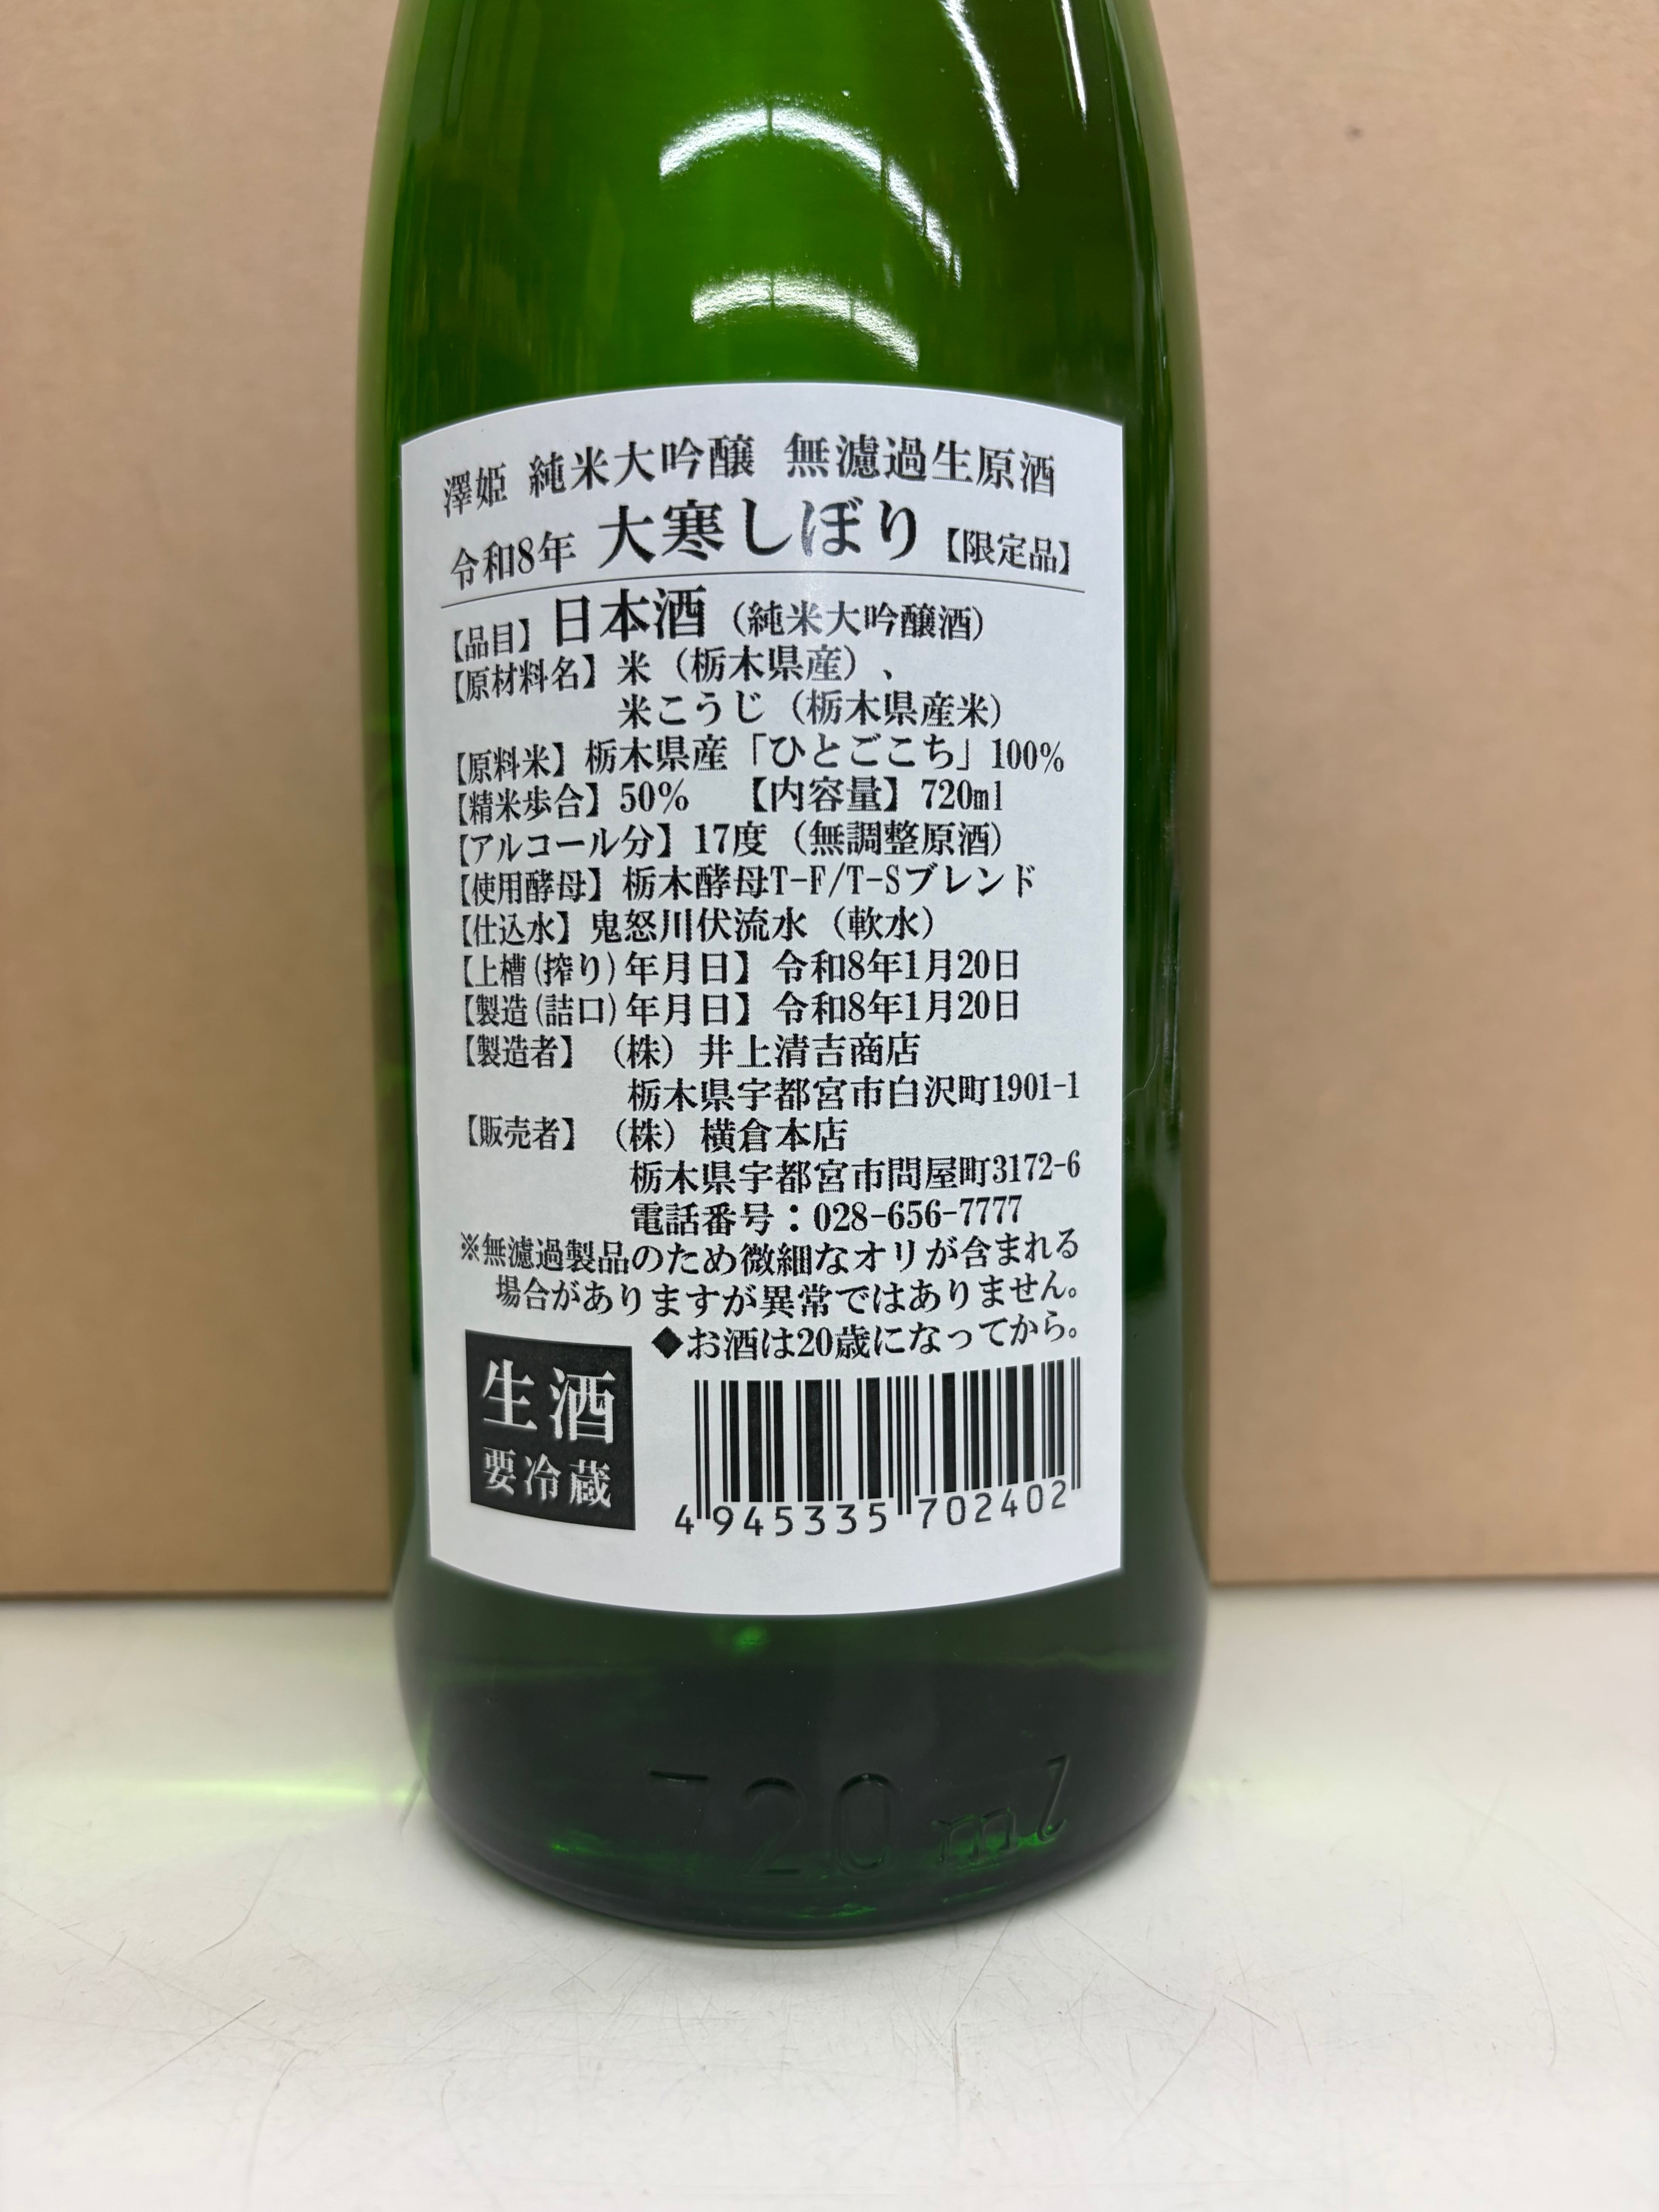 澤姫 純米大吟醸 無濾過生原酒
令和8年 大寒しぼり【限定品】
【品目】日本酒（純米大吟醸酒）
【原材料名】米（栃木県産）、
米こうじ（栃木県産米）
【原料米】栃木県産「ひとごこち」100%
【精米歩合】50% 【内容量】720ml
【アルコール分】17度（無調整原酒）
【使用酵母】栃木酵母T-F/T-Sブレンド
【仕込水】鬼怒川伏流水（軟水）
【上槽(搾り)年月日】令和8年1月20日
【製造(詰口)年月日】令和8年1月20日
【製造者】（株）井上清吉商店
栃木県宇都宮市白沢町1901-1
【販売者】（株）横倉本店
栃木県宇都宮市問屋町3172-6
電話番号：028-656-7777
※無濾過製品のため微細なオリが含まれる
場合がありますが異常ではありません。
◆お酒は20歳になってから。
生酒
要冷蔵
4945335702402
720ml